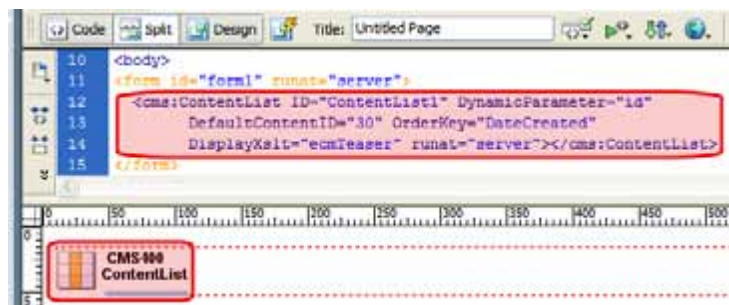 Code Split Design Title: Untitled Page
10 <body>
11 <form id="form1" runat="server">
12 <cms:ContentList ID="ContentList1" DynamicParameter="id"
13 DefaultContentID="30" OrderKey="DateCreated"
14 DisplayXslt="ecmTeaser" runat="server"></cms:ContentList>
15 </form>
0 50 100 150 200 250 300 350 400 450 500
0
CMS400
ContentList
5